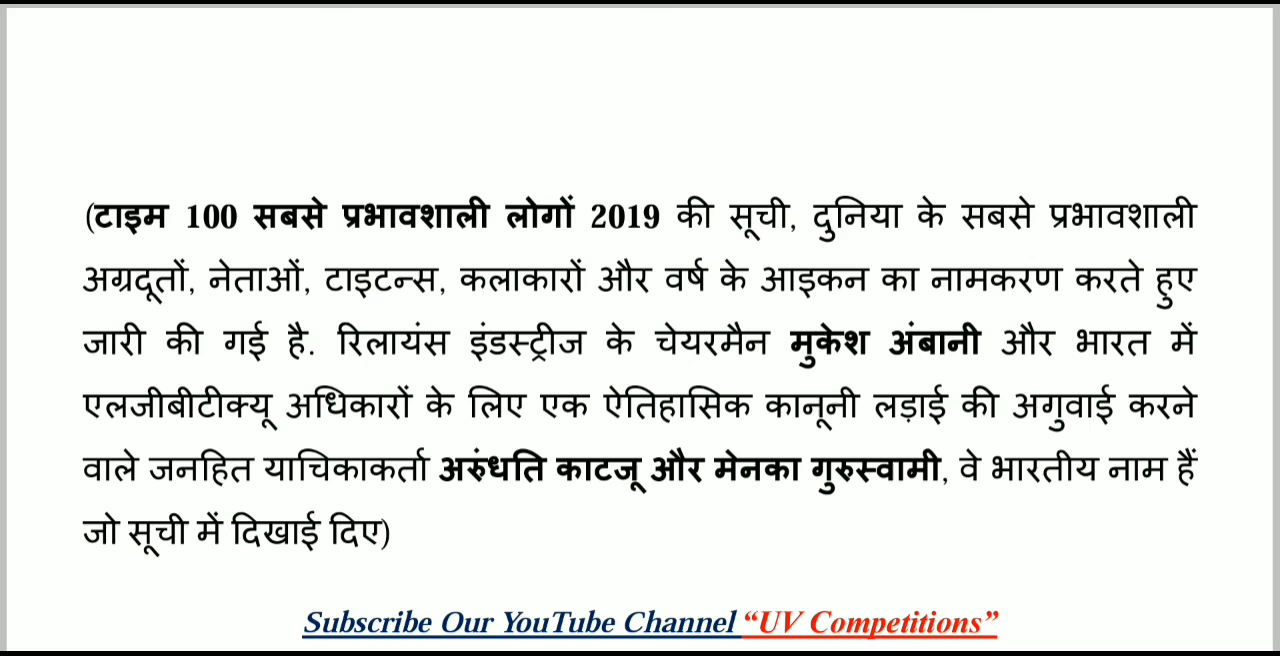 (टाइम 100 सबसे प्रभावशाली लोगों 2019 की सूची, दुनिया के सबसे प्रभावशाली
अग्रदूतों, नेताओं, टाइटन्स, कलाकारों और वर्ष के आइकन का नामकरण करते हुए
जारी की गई है. रिलायंस इंडस्ट्रीज के चेयरमैन मुकेश अंबानी और भारत में
एलजीबीटीक्यू अधिकारों के लिए एक ऐतिहासिक कानूनी लड़ाई की अगुवाई करने
वाले जनहित याचिकाकर्ता अरुंधति काटजू और मेनका गुरुस्वामी, वे भारतीय नाम हैं
जो सूची में दिखाई दिए)
Subscribe Our YouTube Channel “UV Competitions”